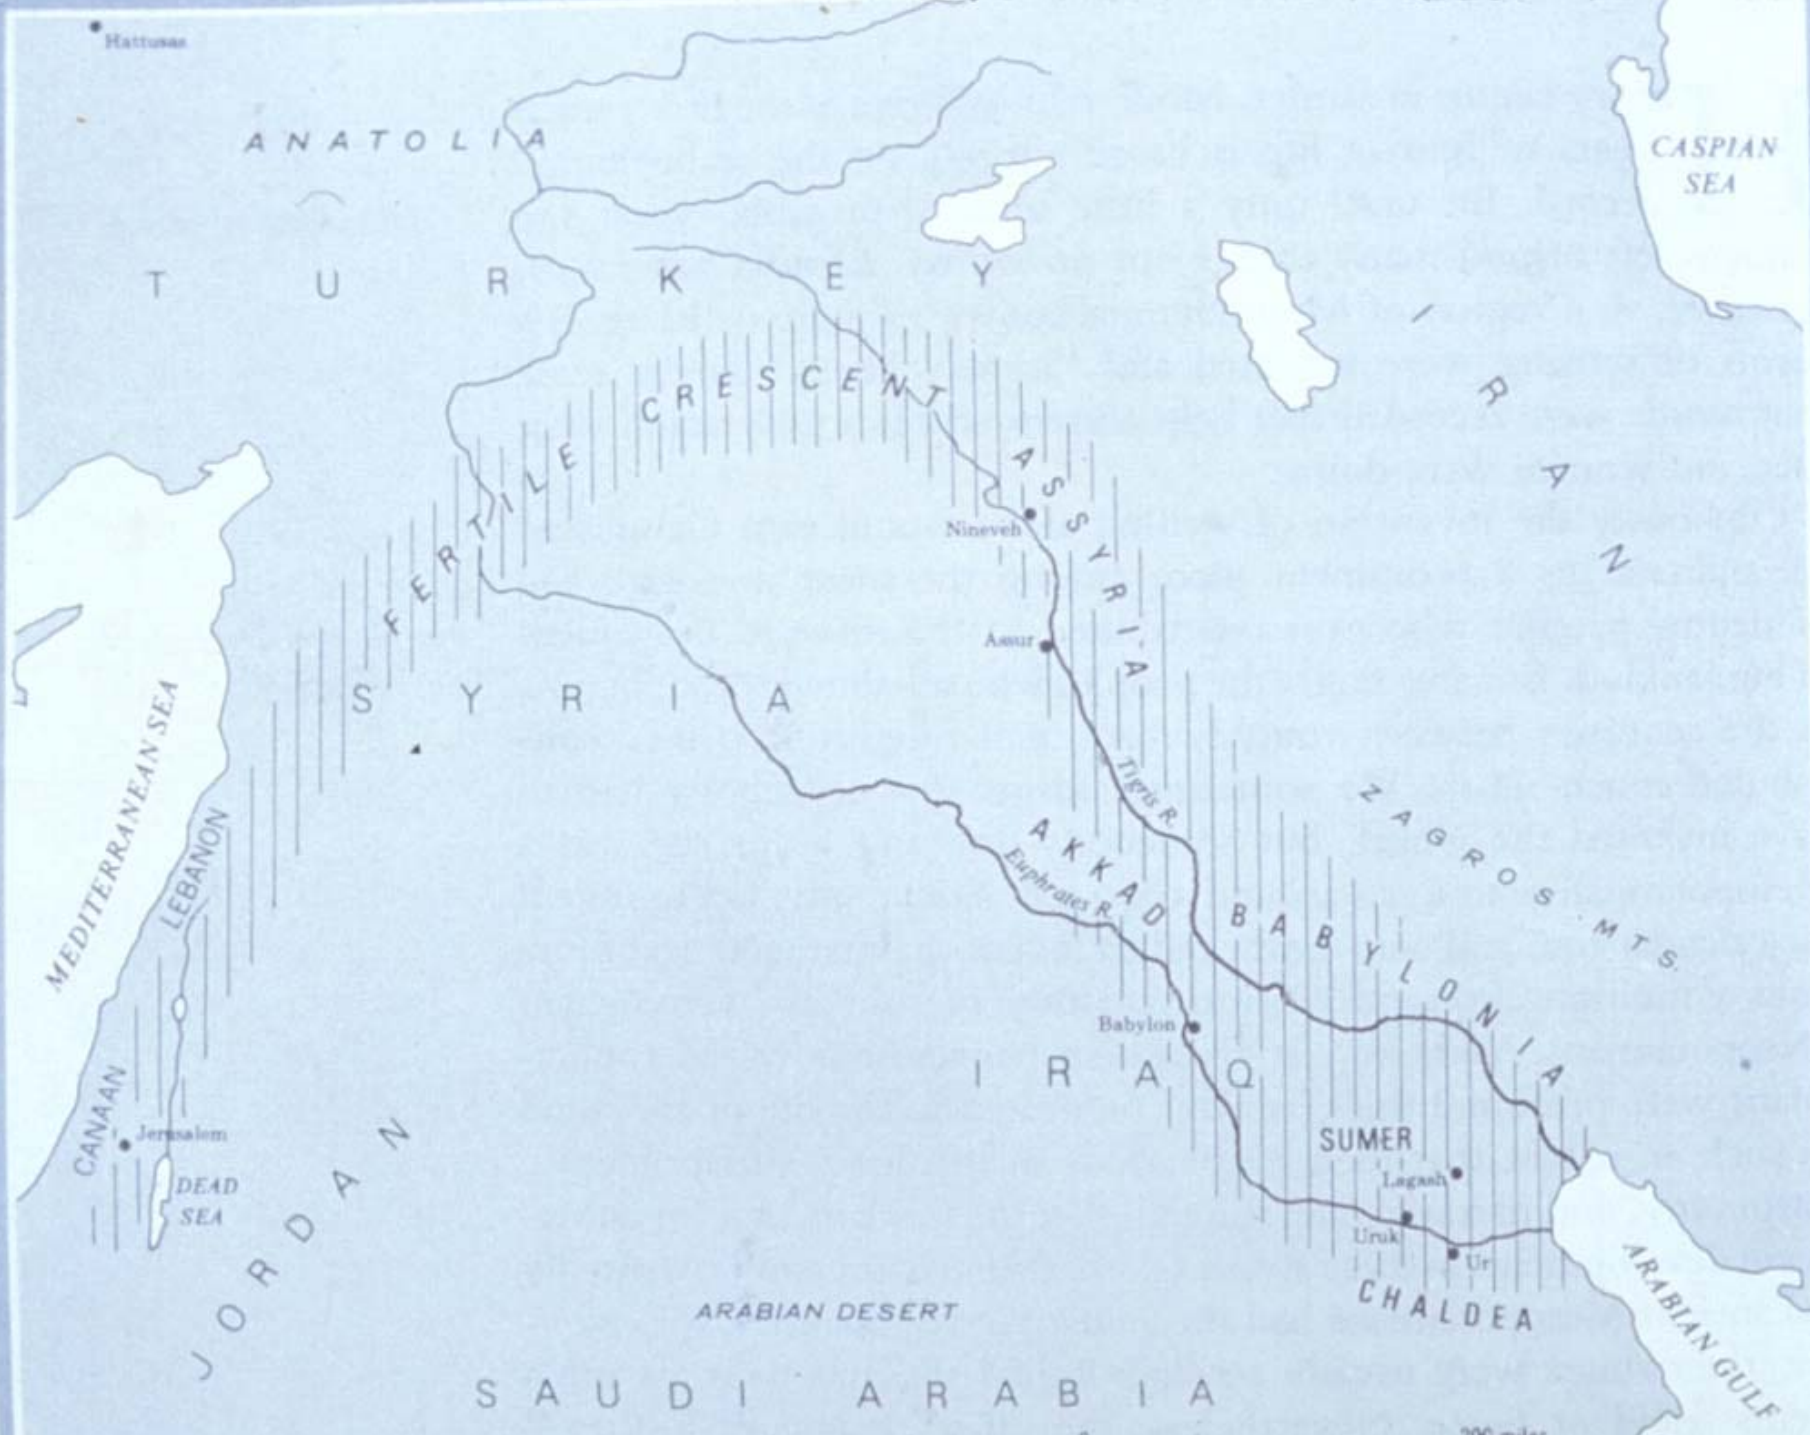 Hattusas
ANATOLIA
CASPIAN
SEA
TURKEY
IRAN
FERTILE CRESCENT
ASSYRIA
Nineveh
Assur
SYRIA
MEDITERRANEAN SEA
Tigris R.
ZAGROS MTS.
LEBANON
AKKAD
Euphrates R.
BABYLONIA
Babylon
IRAQ
CANAAN
Jerusalem
SUMER
Lagash
DEAD
SEA
JORDAN
Uruk
Ur
CHALDEA
ARABIAN GULF
ARABIAN DESERT
SAUDI ARABIA
200 miles